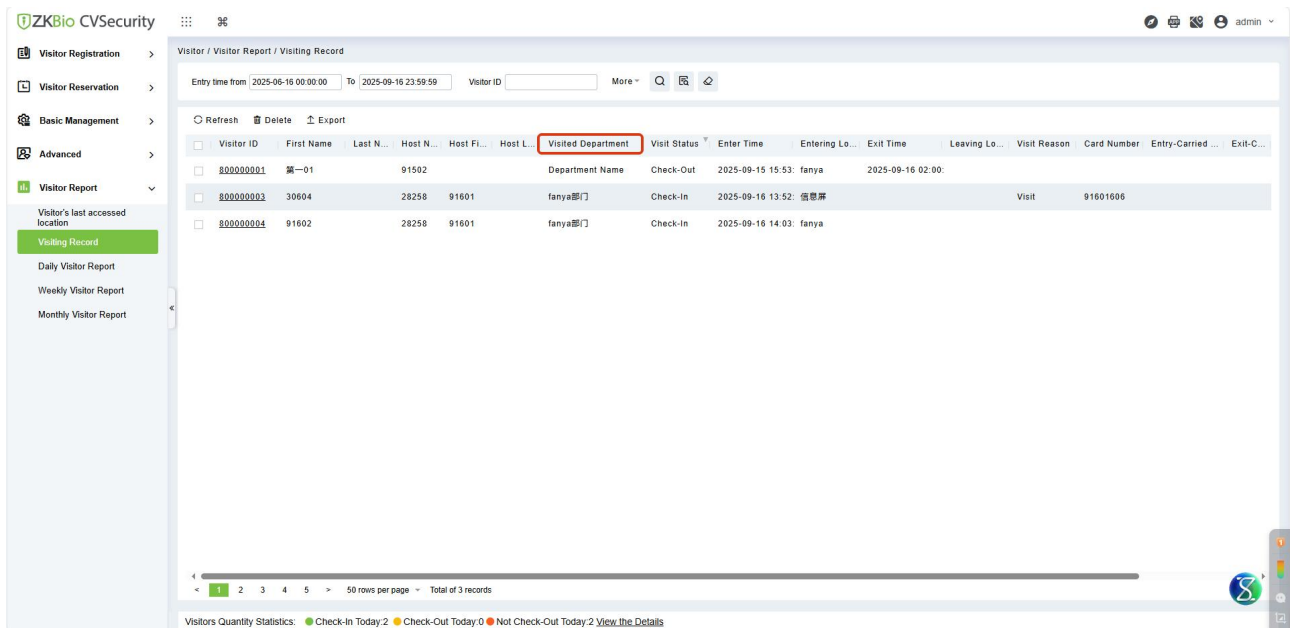 ZKBio CVSecurity
admin
Visitor Registration
Visitor Reservation
Basic Management
Advanced
Visitor Report
Visitor's last accessed
location
Visiting Record
Daily Visitor Report
Weekly Visitor Report
Monthly Visitor Report
Visitor / Visitor Report / Visiting Record
Entry time from 2025-06-16 00:00:00 To 2025-09-16 23:59:59 Visitor ID More
Refresh Delete Export
Visitor ID First Name Last N... Host N... Host Fi... Host L... Visited Department Visit Status Enter Time Entering Lo... Exit Time Leaving Lo... Visit Reason Card Number Entry-Carried ... Exit-C...
800000001 第一01 91502 Department Name Check-Out 2025-09-15 15:53: fanya 2025-09-16 02:00:
800000003 30604 28258 91601 fanya部门 Check-In 2025-09-16 13:52: 信息屏 Visit 91601606
800000004 91602 28258 91601 fanya部门 Check-In 2025-09-16 14:03: fanya
< 1 2 3 4 5 > 50 rows per page Total of 3 records
Visitors Quantity Statistics: Check-In Today:2 Check-Out Today:0 Not Check-Out Today:2 View the Details